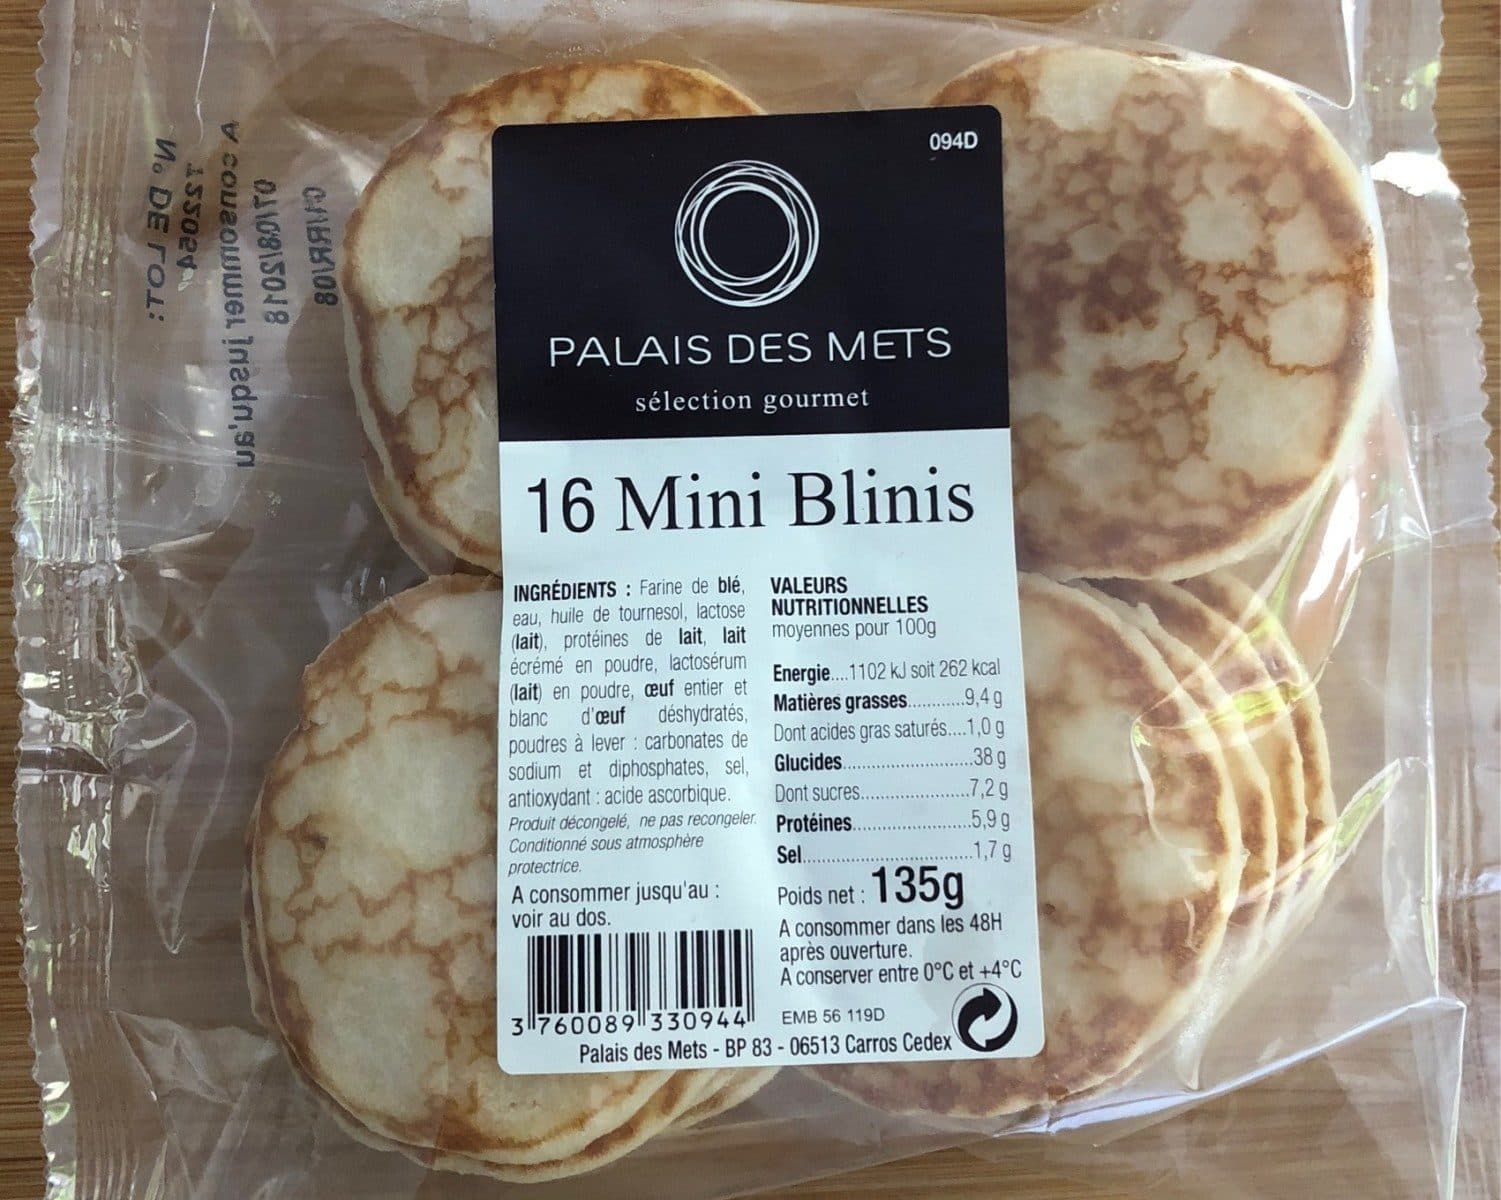 094D
PALAIS DES METS
sélection gourmet
16 Mini Blinis
INGRÉDIENTS : Farine de blé,
eau, huile de tournesol, lactose
(lait), protéines de lait, lait
écrémé en poudre, lactosérum
(lait) en poudre, œuf entier et
blanc d'œuf déshydratés,
poudres à lever : carbonates de
sodium et diphosphates, sel,
antioxydant : acide ascorbique.
Produit décongelé, ne pas recongeler.
Conditionné sous atmosphère
protectrice.
A consommer jusqu'au :
voir au dos.
3 760089 330944
VALEURS
NUTRITIONNELLES
moyennes pour 100g
Energie....1102 kJ soit 262 kcal
Matières grasses............9,4 g
Dont acides gras saturés....1,0 g
Glucides.......................38 g
Dont sucres....................7,2 g
Protéines......................5,9 g
Sel...............................1,7 g
Poids net : 135g
A consommer dans les 48H
après ouverture.
A conserver entre 0°C et +4°C
EMB 56 119D
Palais des Mets - BP 83 - 06513 Carros Cedex
N° DE LOT:
122054
A consommer jusqu'au
07/08/2018